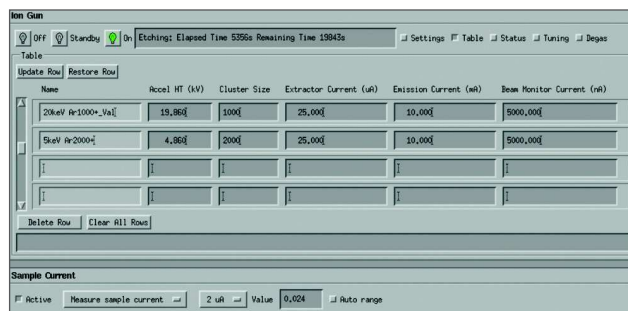 Ion Gun
Off Standby On Etching: Elapsed Time 5356s Remaining Time 19843s Settings Table Status Tuning Degas
Table
Update Row Restore Row
Name Accel HT (kV) Cluster Size Extractor Current (uA) Emission Current (mA) Beam Monitor Current (nA)
20keV Ar1000+_Val 19.860 1000 25.000 10.000 5000.000
5keV Ar2000+ 4.860 2000 25.000 10.000 5000.000
Delete Row Clear All Rows
Sample Current
Active Measure sample current 2 uA Value 0.024 Auto range